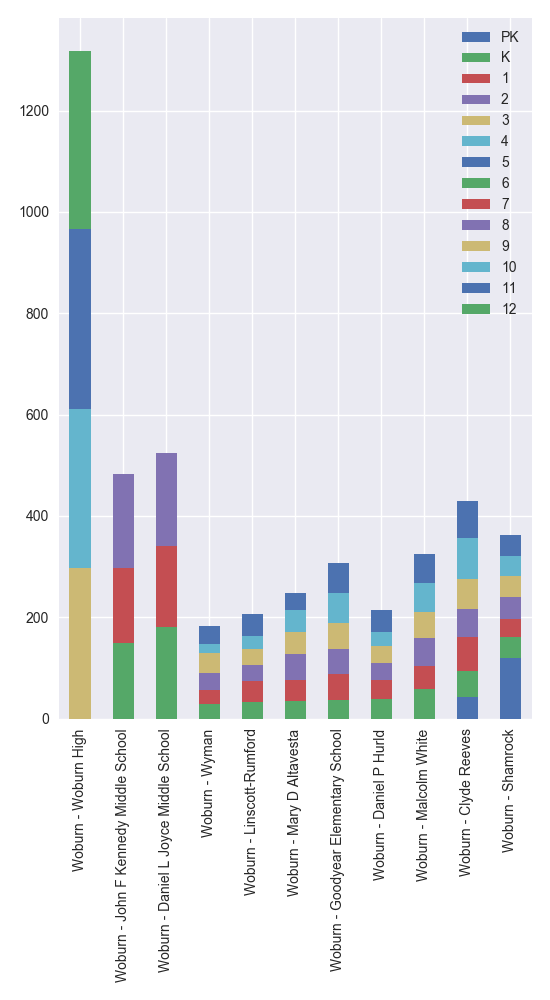 PK
K
1
2
3
4
5
6
7
8
9
10
11
12
1200
1000
800
600
400
200
0
Woburn - Woburn High
Woburn - John F Kennedy Middle School
Woburn - Daniel L Joyce Middle School
Woburn - Wyman
Woburn - Linscott-Rumford
Woburn - Mary D Altavesta
Woburn - Goodyear Elementary School
Woburn - Daniel P Hurld
Woburn - Malcolm White
Woburn - Clyde Reeves
Woburn - Shamrock